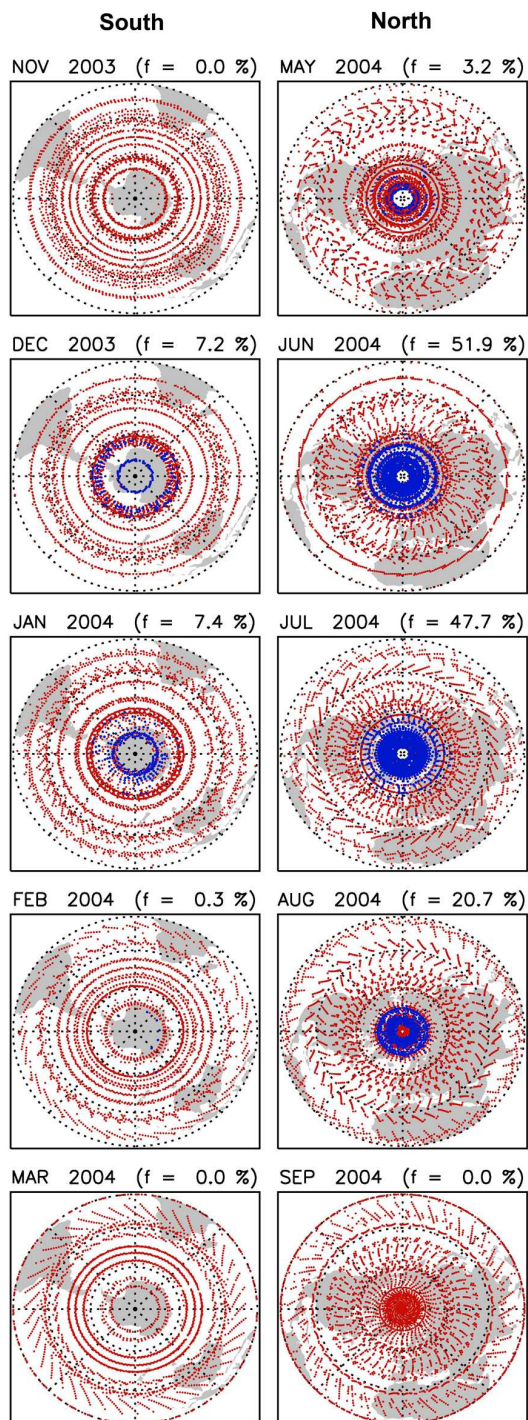 South North
NOV 2003 (f = 0.0 %) MAY 2004 (f = 3.2 %)
DEC 2003 (f = 7.2 %) JUN 2004 (f = 51.9 %)
JAN 2004 (f = 7.4 %) JUL 2004 (f = 47.7 %)
FEB 2004 (f = 0.3 %) AUG 2004 (f = 20.7 %)
MAR 2004 (f = 0.0 %) SEP 2004 (f = 0.0 %)